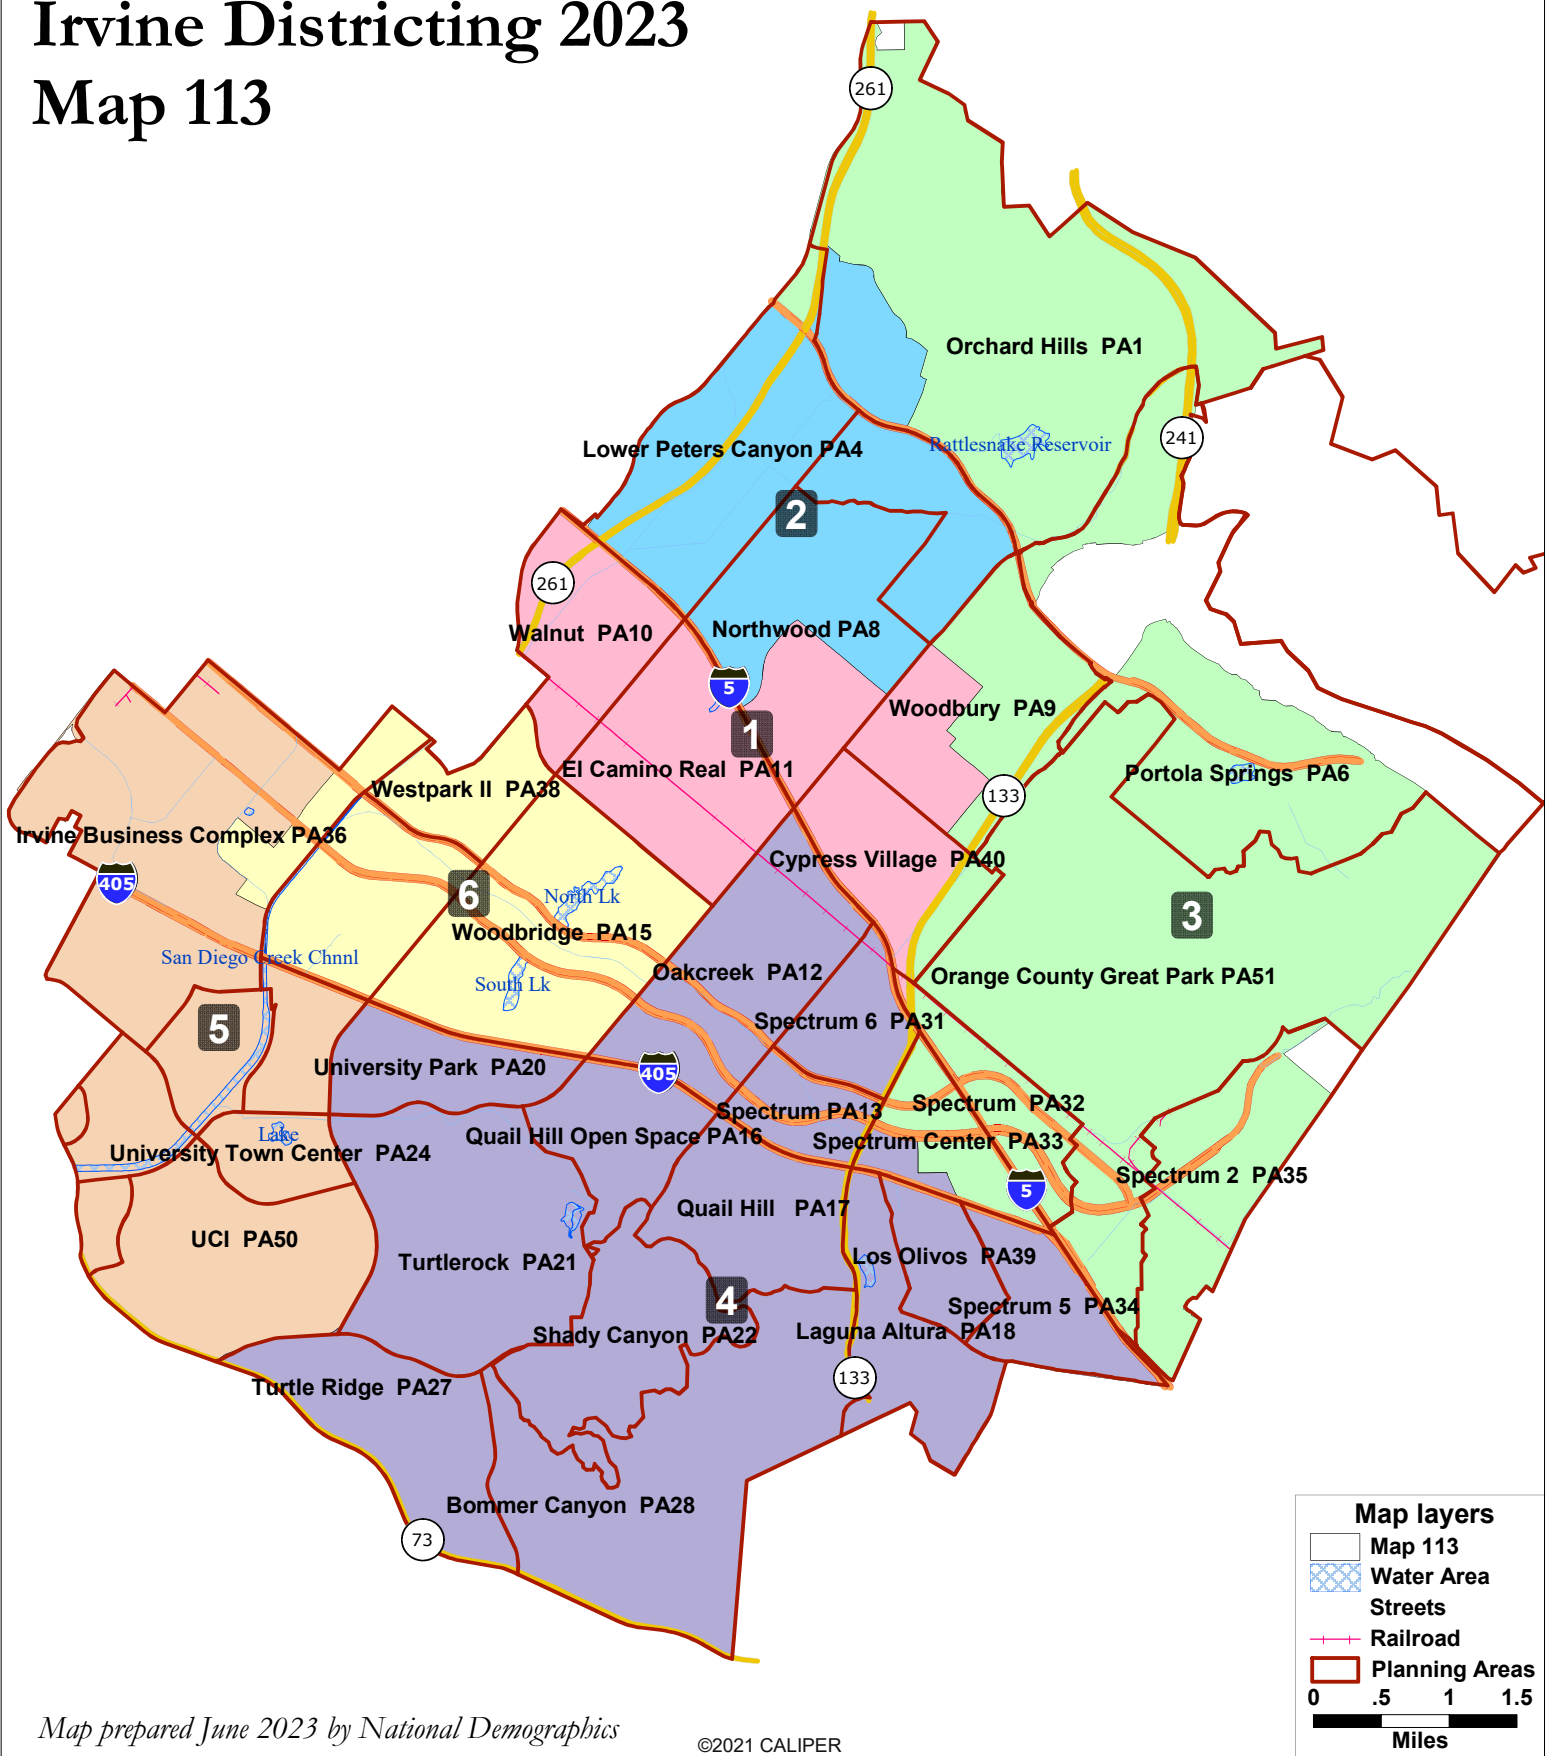 Irvine Districting 2023
Map 113
261
Orchard Hills PA1
241
Rattlesnake Reservoir
Lower Peters Canyon PA4
2
261
Walnut PA10
Northwood PA8
5
Woodbury PA9
1
El Camino Real PA11
Portola Springs PA6
Westpark II PA38
133
Irvine Business Complex PA36
Cypress Village PA40
405
6
North Lk
3
Woodbridge PA15
San Diego Creek Chnnl
South Lk
Oakcreek PA12
Orange County Great Park PA51
5
Spectrum 6 PA31
University Park PA20
405
Spectrum PA13
Spectrum PA32
Lake
Quail Hill Open Space PA16
Spectrum Center PA33
University Town Center PA24
Spectrum 2 PA35
5
Quail Hill PA17
UCI PA50
Turtlerock PA21
Los Olivos PA39
4
Spectrum 5 PA34
Shady Canyon PA22
Laguna Altura PA18
133
Turtle Ridge PA27
Bommer Canyon PA28
73
Map layers
Map 113
Water Area
Streets
Railroad
Planning Areas
0 .5 1 1.5
Miles
Map prepared June 2023 by National Demographics
©2021 CALIPER